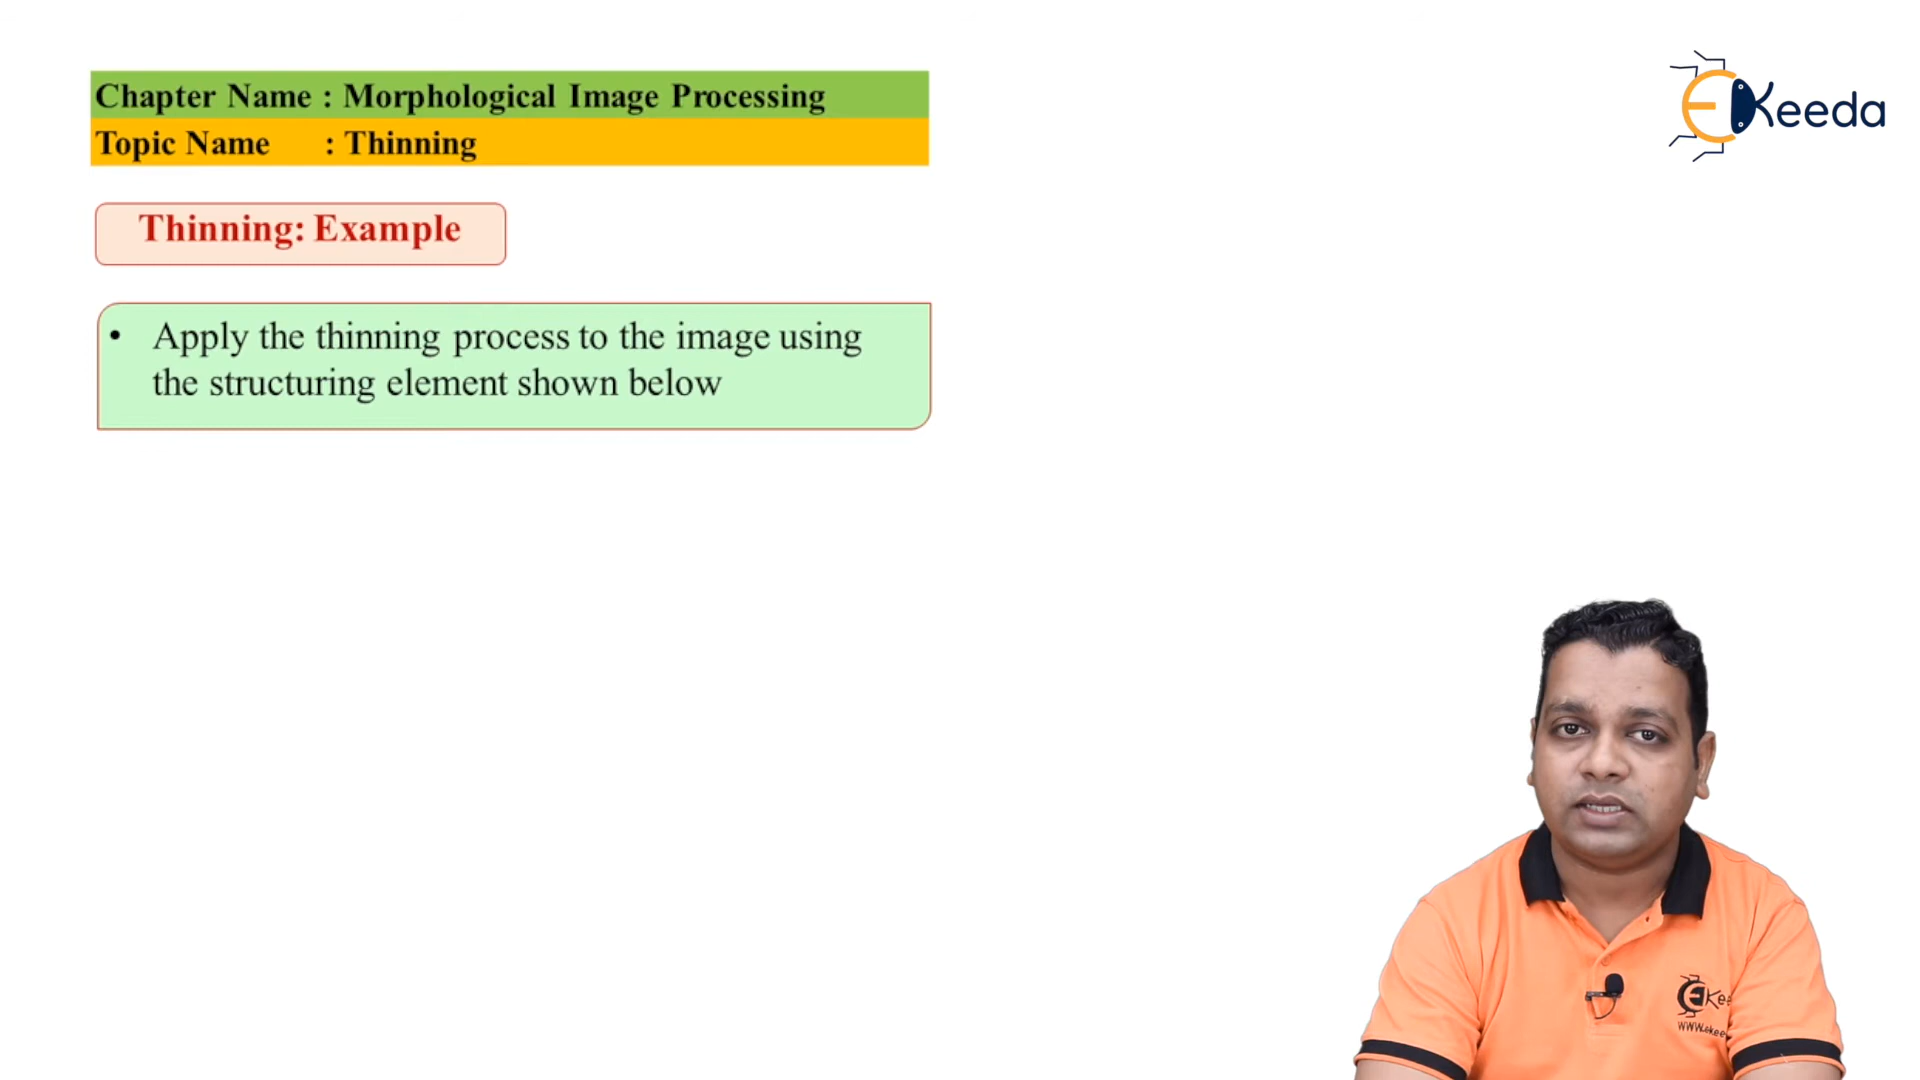 Chapter Name : Morphological Image Processing
Topic Name : Thinning
Keeda
Thinning: Example
• Apply the thinning process to the image using
the structuring element shown below